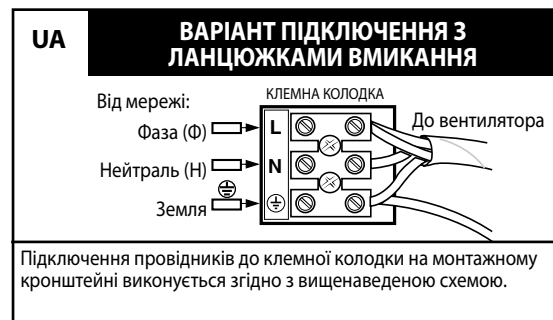 UA
ВАРІАНТ ПІДКЛЮЧЕННЯ З
ЛАНЦЮЖКАМИ ВМИКАННЯ
Від мережі:
КЛЕМНА КОЛОДКА
Фаза (Ф)
L
До вентилятора
Нейтраль (Н)
N
Земля
Підключення провідників до клемної колодки на монтажному
кронштейні виконується згідно з вищенаведеною схемою.